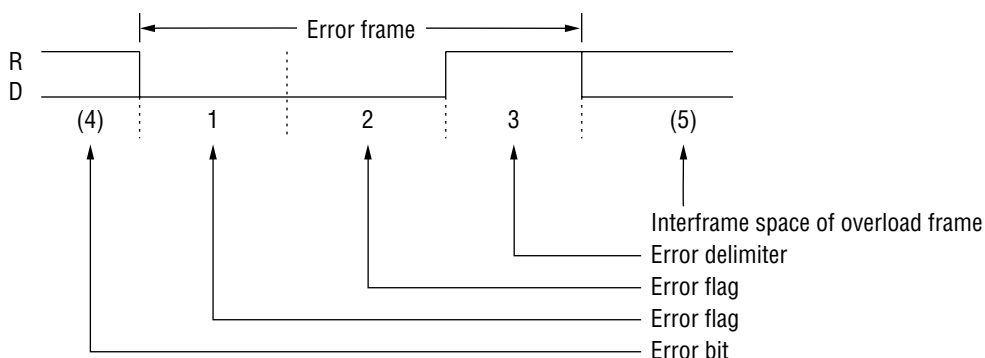 Error frame
R
D
(4) 1 2 3 (5)
Interframe space of overload frame
Error delimiter
Error flag
Error flag
Error bit